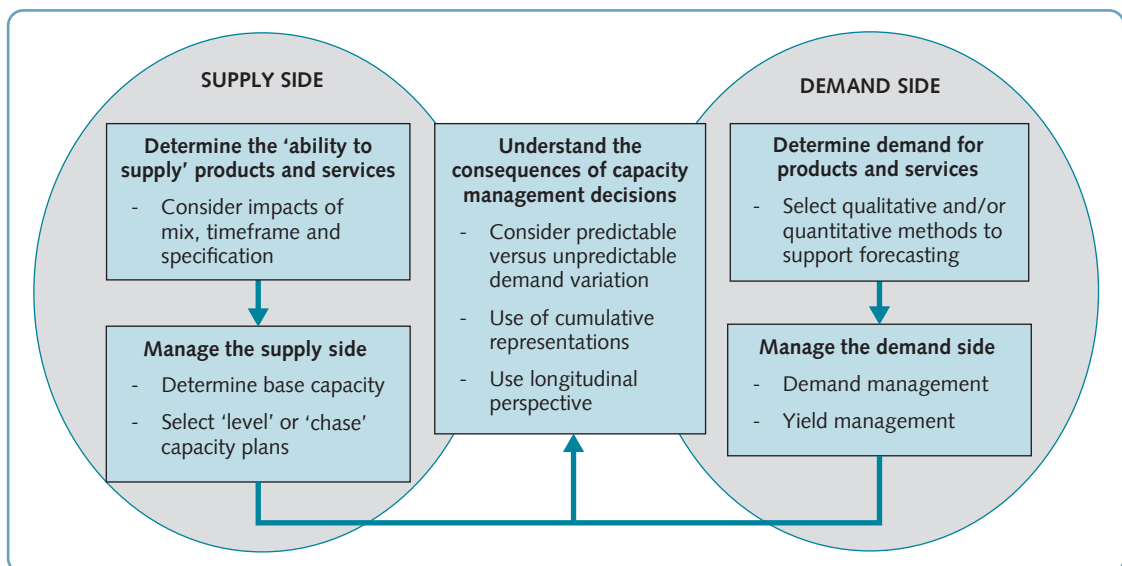 SUPPLY SIDE
Determine the ‘ability to
supply’ products and services
- Consider impacts of
mix, timeframe and
specification
Manage the supply side
- Determine base capacity
- Select ‘level’ or ‘chase’
capacity plans
Understand the
consequences of capacity
management decisions
- Consider predictable
versus unpredictable
demand variation
- Use of cumulative
representations
- Use longitudinal
perspective
DEMAND SIDE
Determine demand for
products and services
- Select qualitative and/or
quantitative methods to
support forecasting
Manage the demand side
- Demand management
- Yield management